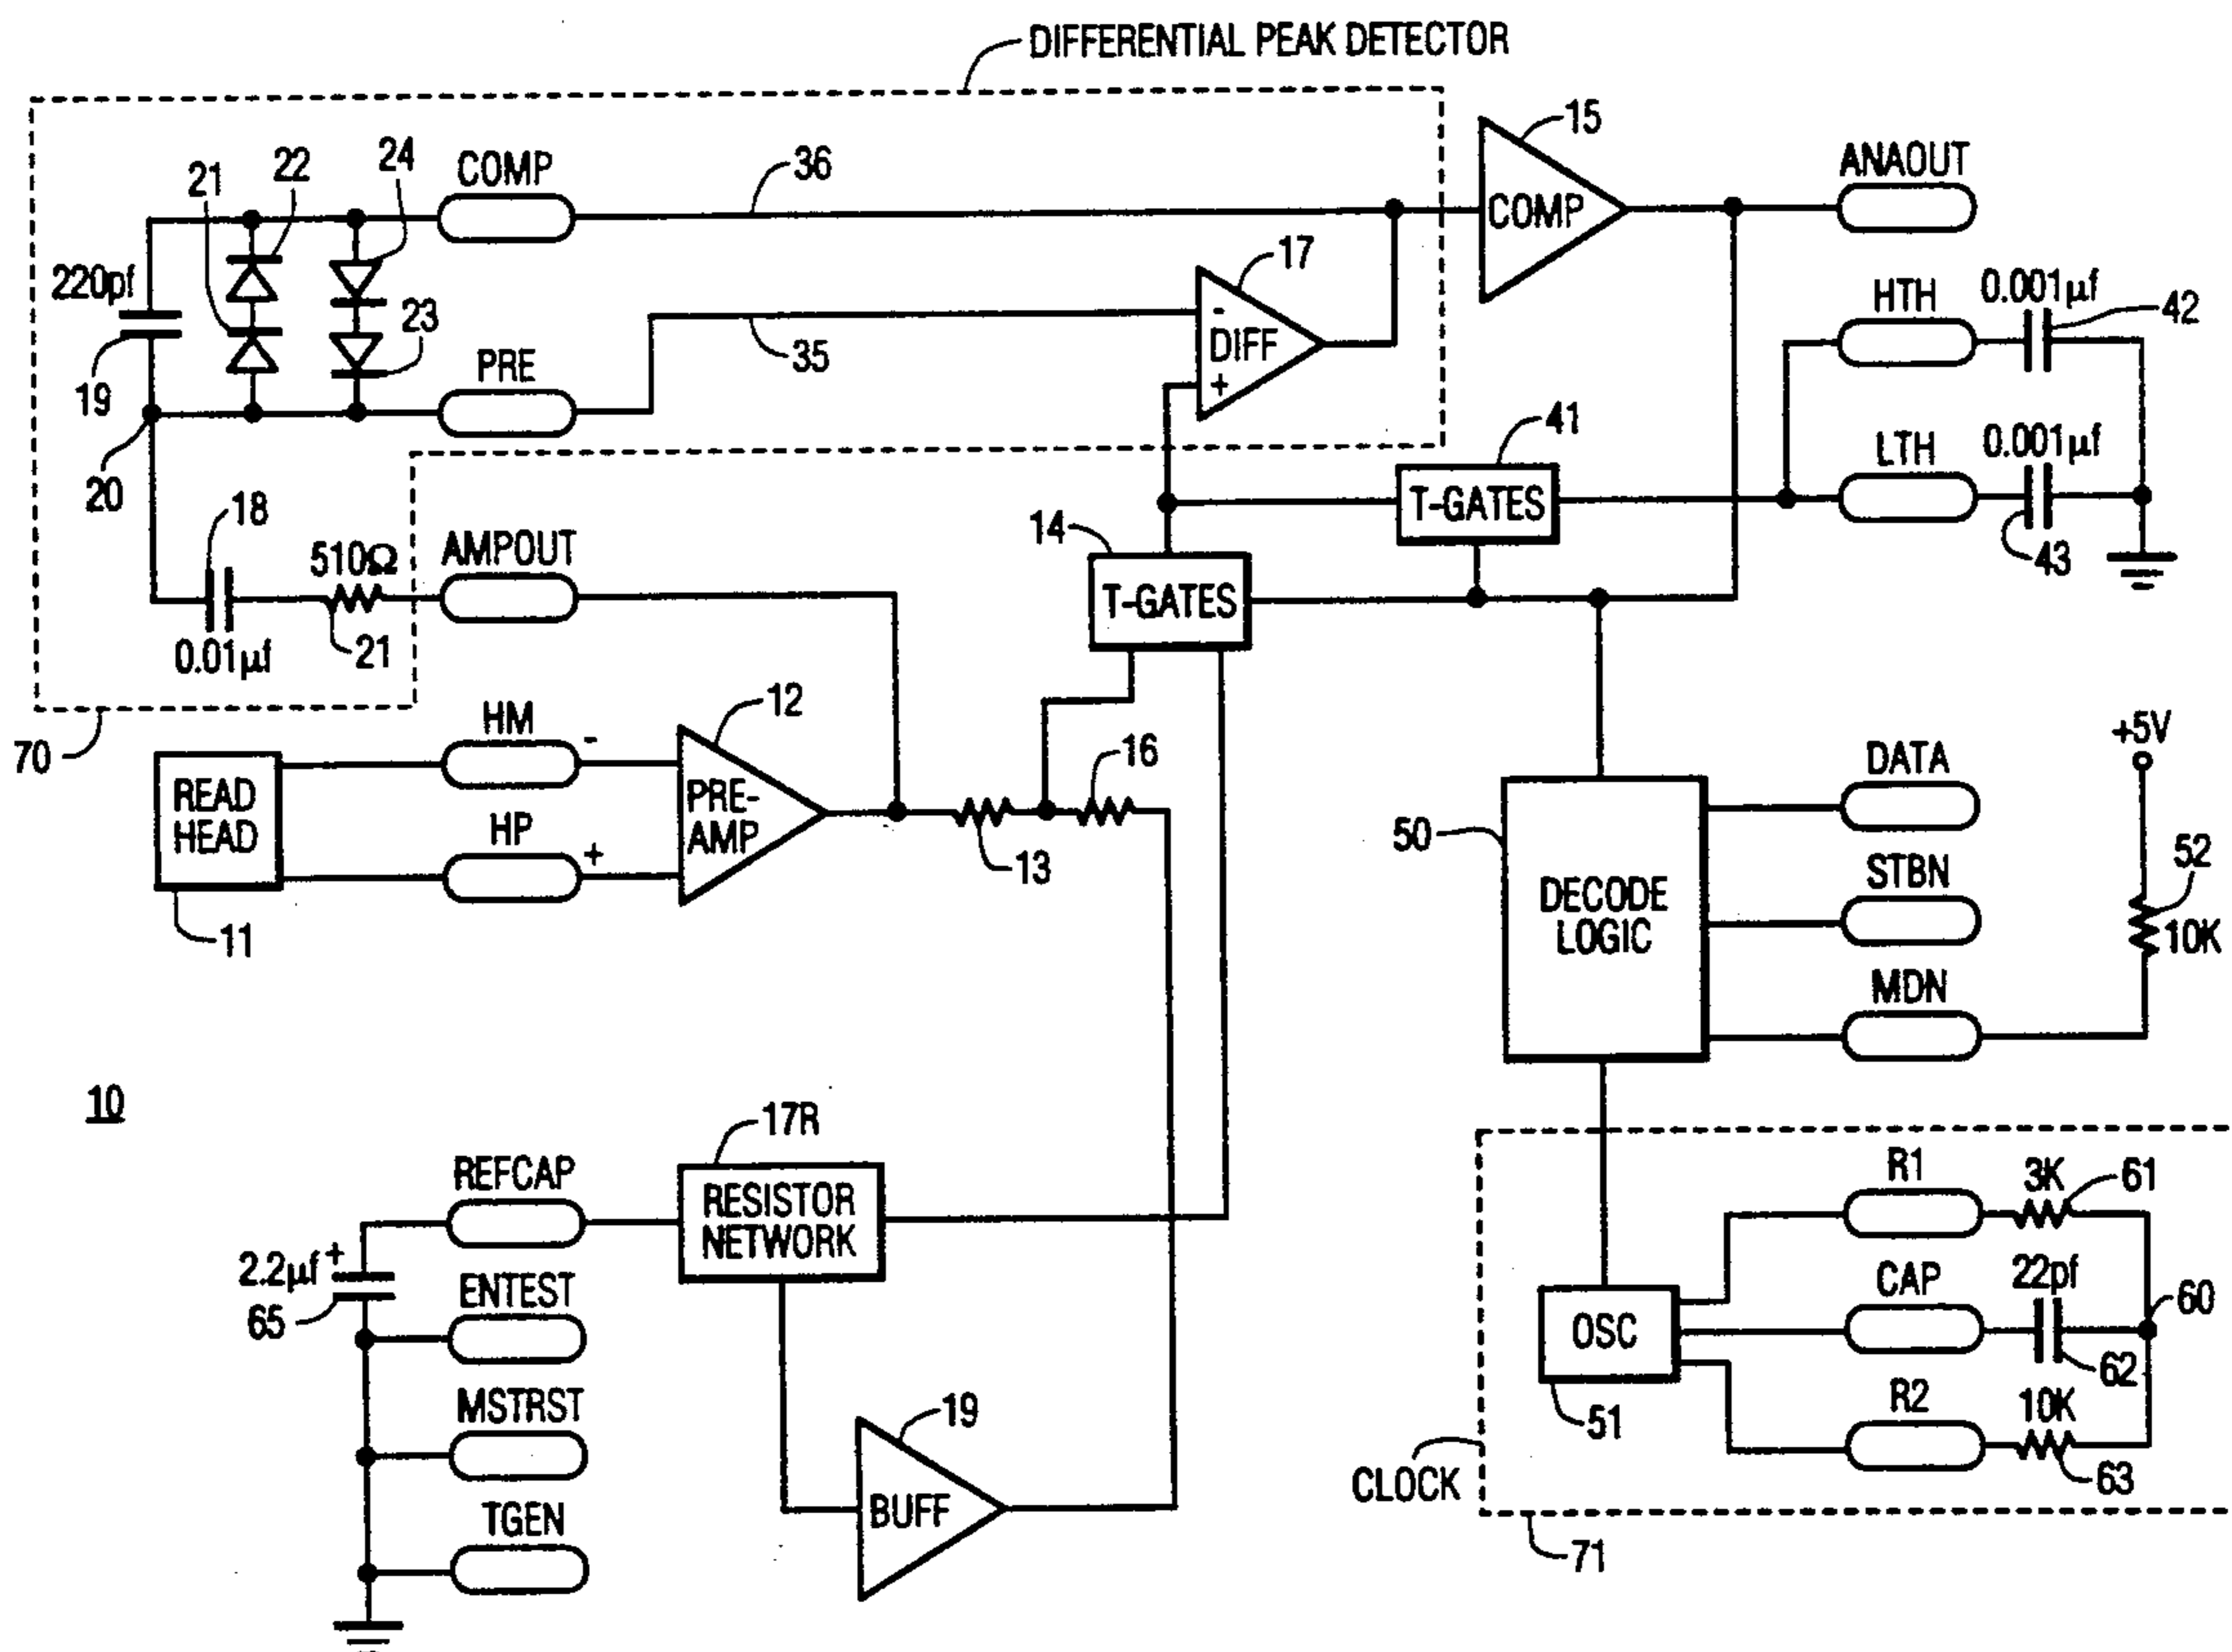 DIFFERENTIAL PEAK DETECTOR
15
24
COMP
36
ANAOUT
21
22
COMP
17
220pf
HTH
0.001µf
42
23
-
DIFF
+
19
PRE
35
41
LTH
0.001µf
20
18
T-GATES
14
510Ω
AMPOUT
43
T-GATES
0.01µf
21
12
HM
-
70
16
+5V
DATA
READ
HEAD
PRE-
AMP
HP
+
50
52
STBN
13
DECODE
LOGIC
10K
11
MDN
10
17R
REFCAP
R1
3K
61
RESISTOR
NETWORK
2.2µf
+
ENTEST
CAP
22pf
60
65
OSC
62
MSTRST
19
R2
10K
51
CLOCK
63
TGEN
BUFF
71